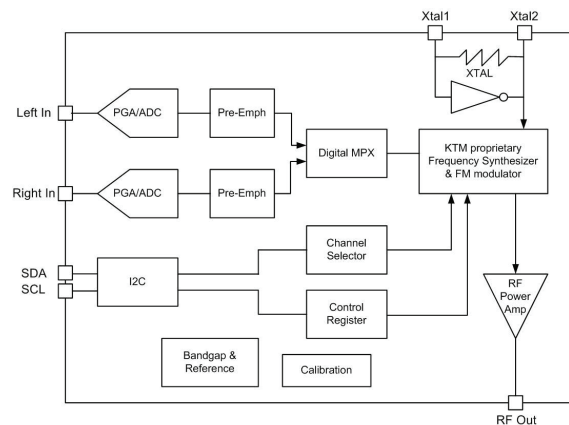 Xtal1
Xtal2
XTAL
Left In
PGA/ADC
Pre-Emph
Digital MPX
KTM proprietary
Frequency Synthesizer
& FM modulator
Right In
PGA/ADC
Pre-Emph
Channel
Selector
SDA
SCL
I2C
Control
Register
RF
Power
Amp
Bandgap &
Reference
Calibration
RF Out